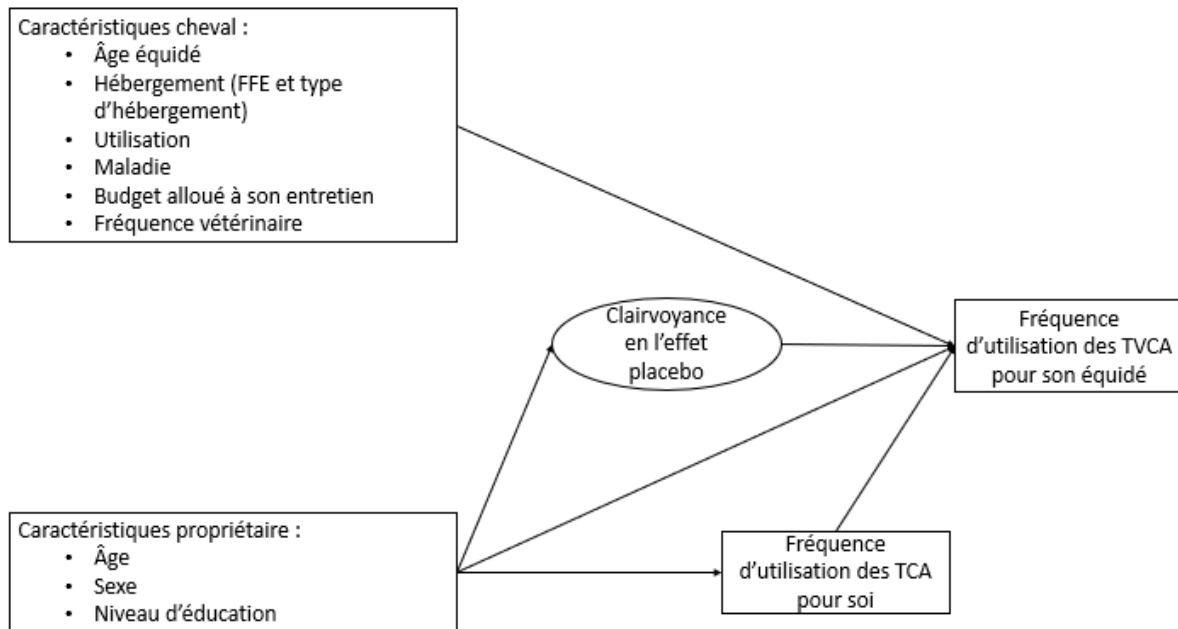 Caractéristiques cheval :
• Âge équidé
• Hébergement (FFE et type
d’hébergement)
• Utilisation
• Maladie
• Budget alloué à son entretien
• Fréquence vétérinaire
Clairvoyance
en l’effet
placebo
Fréquence
d’utilisation des TVCA
pour son équidé
Caractéristiques propriétaire :
• Âge
• Sexe
• Niveau d’éducation
Fréquence
d’utilisation des TCA
pour soi